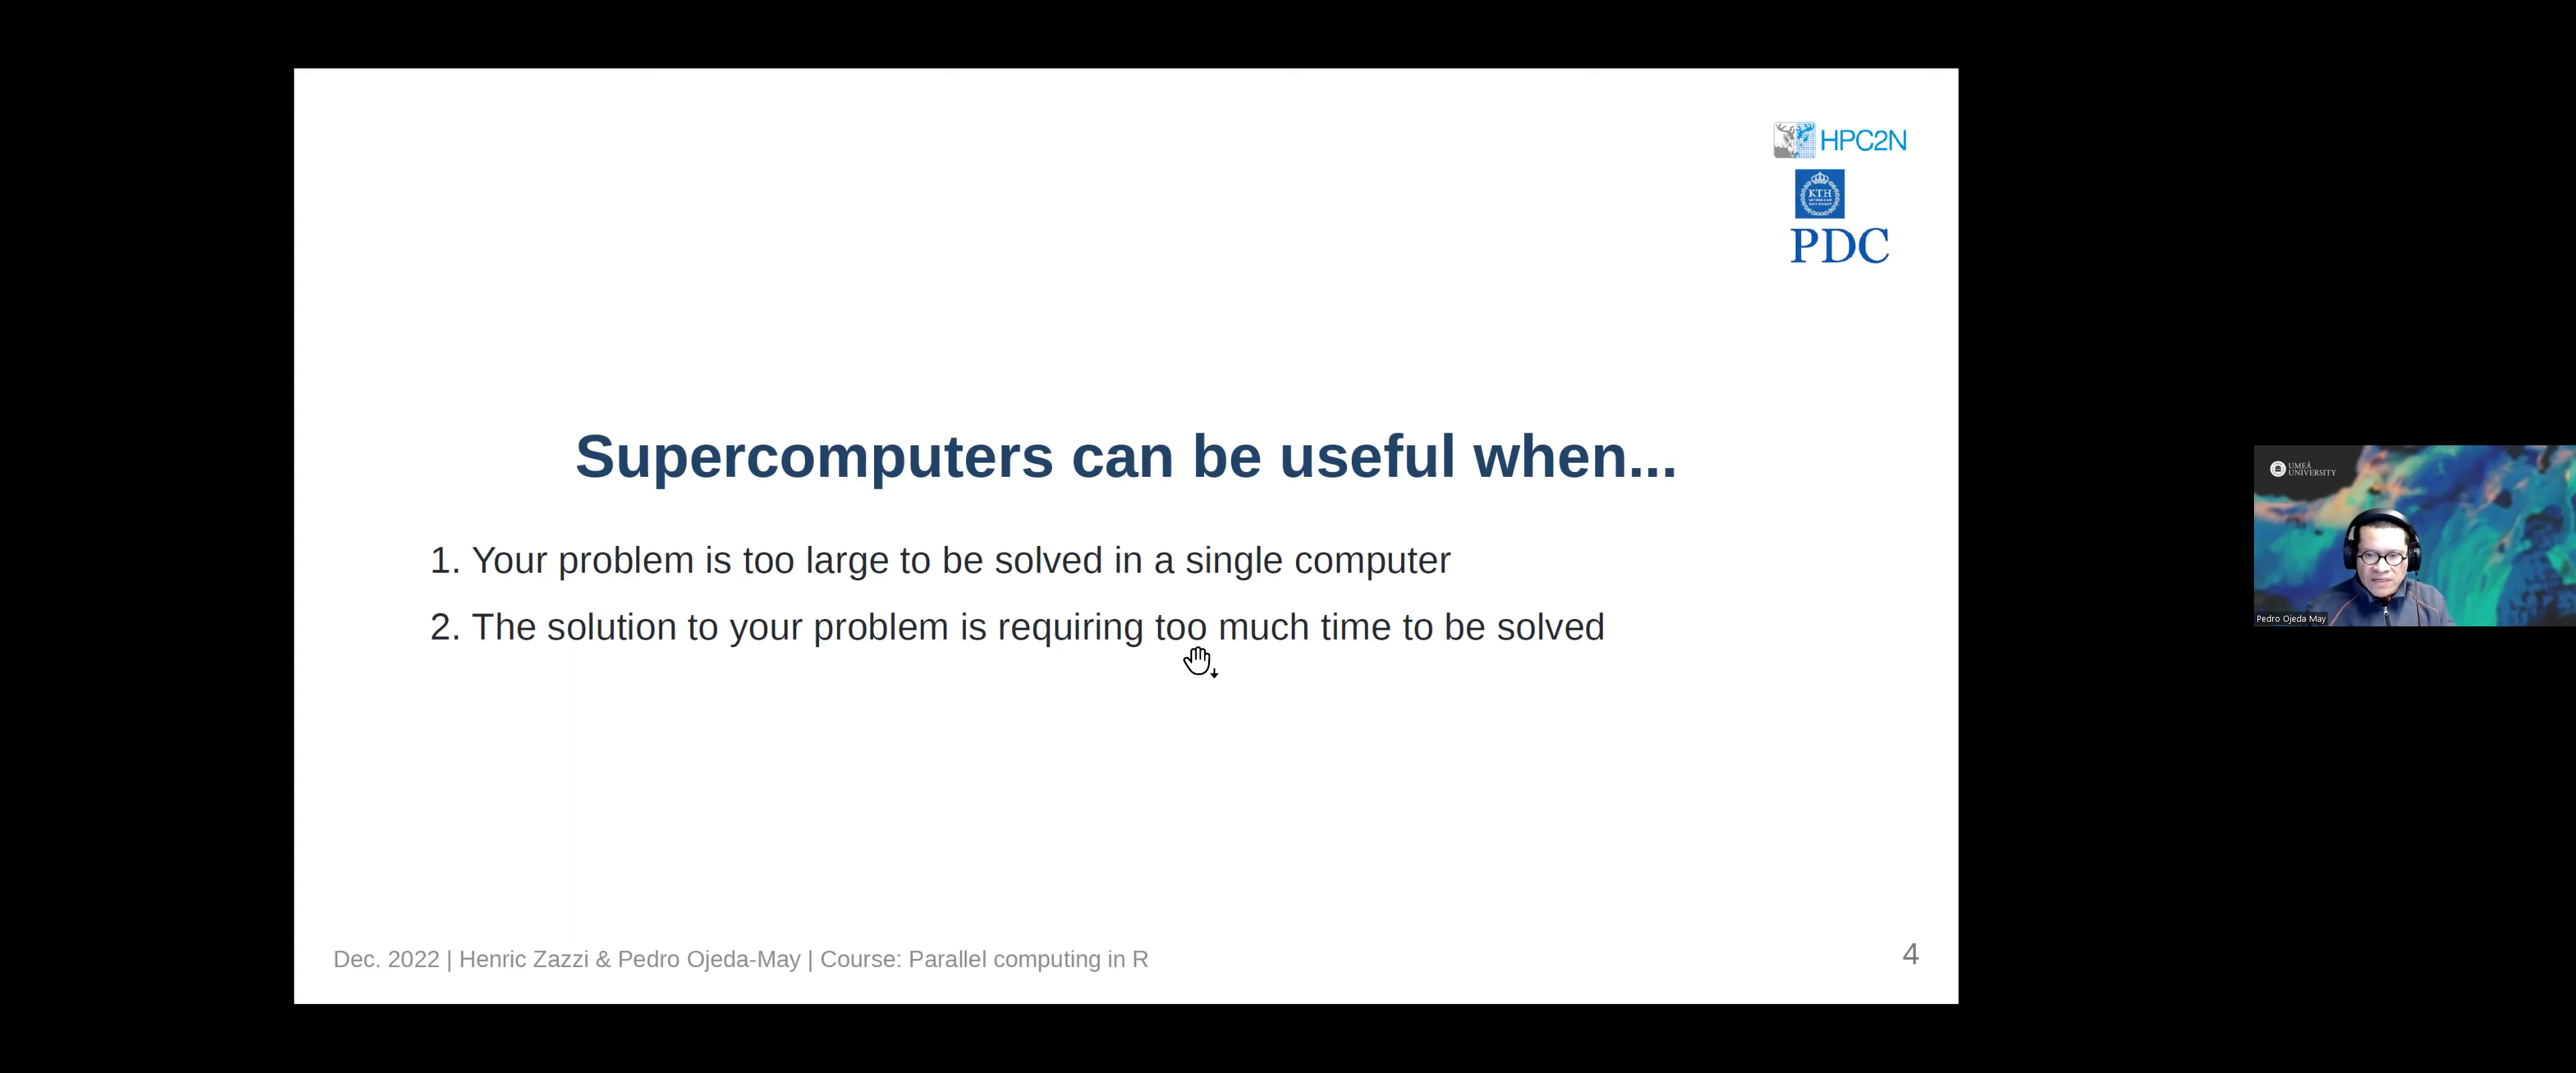 HPC2N
KTH
PDC
Supercomputers can be useful when...
1. Your problem is too large to be solved in a single computer
2. The solution to your problem is requiring too much time to be solved
UMEÅ
UNIVERSITY
Pedro Ojeda May
Dec. 2022 | Henric Zazzi & Pedro Ojeda-May | Course: Parallel computing in R
4